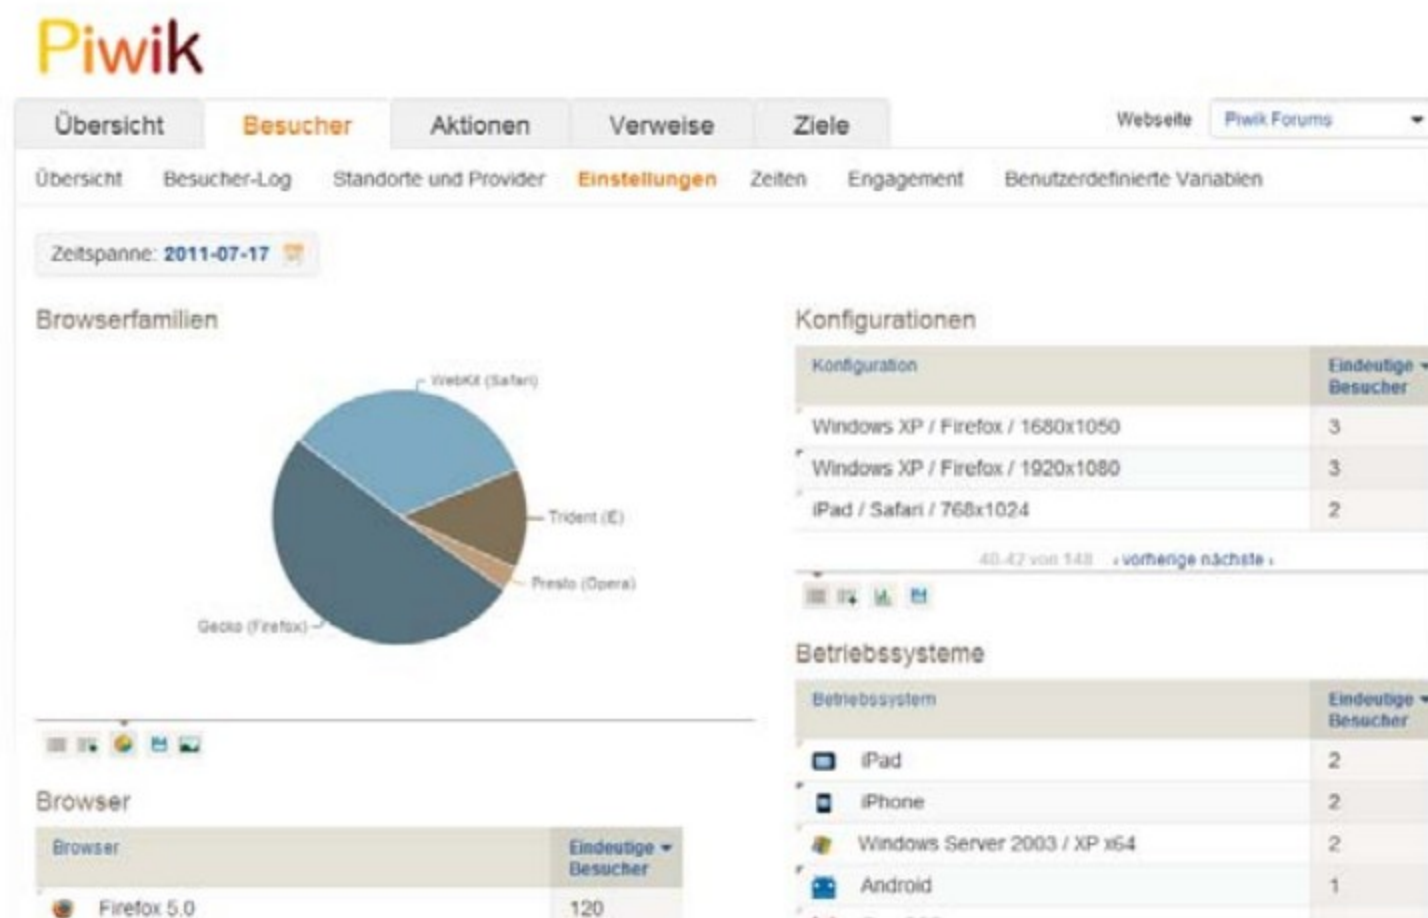 Piwik
Übersicht Besucher Aktionen Verweise Ziele Webseite Piwik Forums
Übersicht Besucher-Log Standorte und Provider Einstellungen Zeiten Engagement Benutzerdefinierte Variablen
Zeitspanne: 2011-07-17
Browserfamilien
WebKit (Safari)
Trident (IE)
Presto (Opera)
Gecko (Firefox)
Browser
Browser Eindeutige Besucher
Firefox 5.0 120
Konfigurationen
Konfiguration Eindeutige Besucher
Windows XP / Firefox / 1680x1050 3
Windows XP / Firefox / 1920x1080 3
iPad / Safari / 768x1024 2
40-42 von 148 ‹ vorherige nächste ›
Betriebssysteme
Betriebssystem Eindeutige Besucher
iPad 2
iPhone 2
Windows Server 2003 / XP x64 2
Android 1